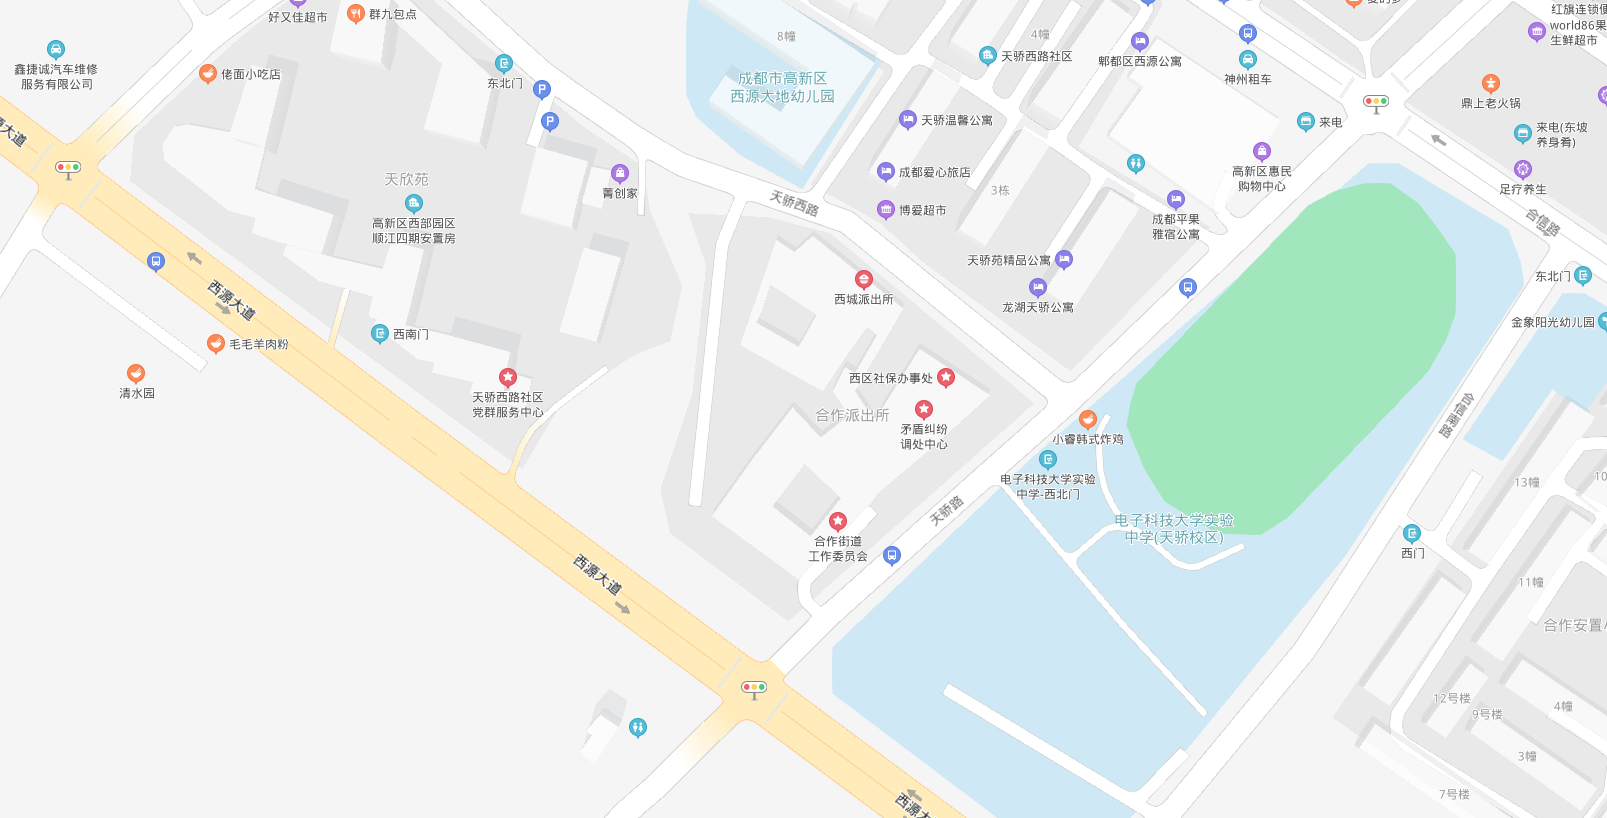 好又佳超市
群九包点
鑫捷诚汽车维修
服务有限公司
佬面小吃店
东北门
P
P
8幢
成都市高新区
西源大地幼儿园
4幢
天骄西路社区
郫都区西源公寓
神州租车
红旗连锁便
world86果
生鲜超市
鼎上老火锅
来电
来电(东坡
养身肴)
天骄温馨公寓
成都爱心旅店
博爱超市
3栋
高新区惠民
购物中心
成都平果
雅宿公寓
足疗养生
合信路
天欣苑
高新区西部园区
顺江四期安置房
菁创家
天骄西路
天骄苑精品公寓
龙湖天骄公寓
西城派出所
东北门
金象阳光幼儿园
西源大道
毛毛羊肉粉
西南门
清水园
天骄西路社区
党群服务中心
西区社保办事处
合作派出所
矛盾纠纷
调处中心
小睿韩式炸鸡
电子科技大学实验
中学-西北门
合信南路
天骄路
电子科技大学实验
中学(天骄校区)
合作街道
工作委员会
西源大道
13幢
10
西门
11幢
合作安置
12号楼
9号楼
4幢
3幢
7号楼
西源大